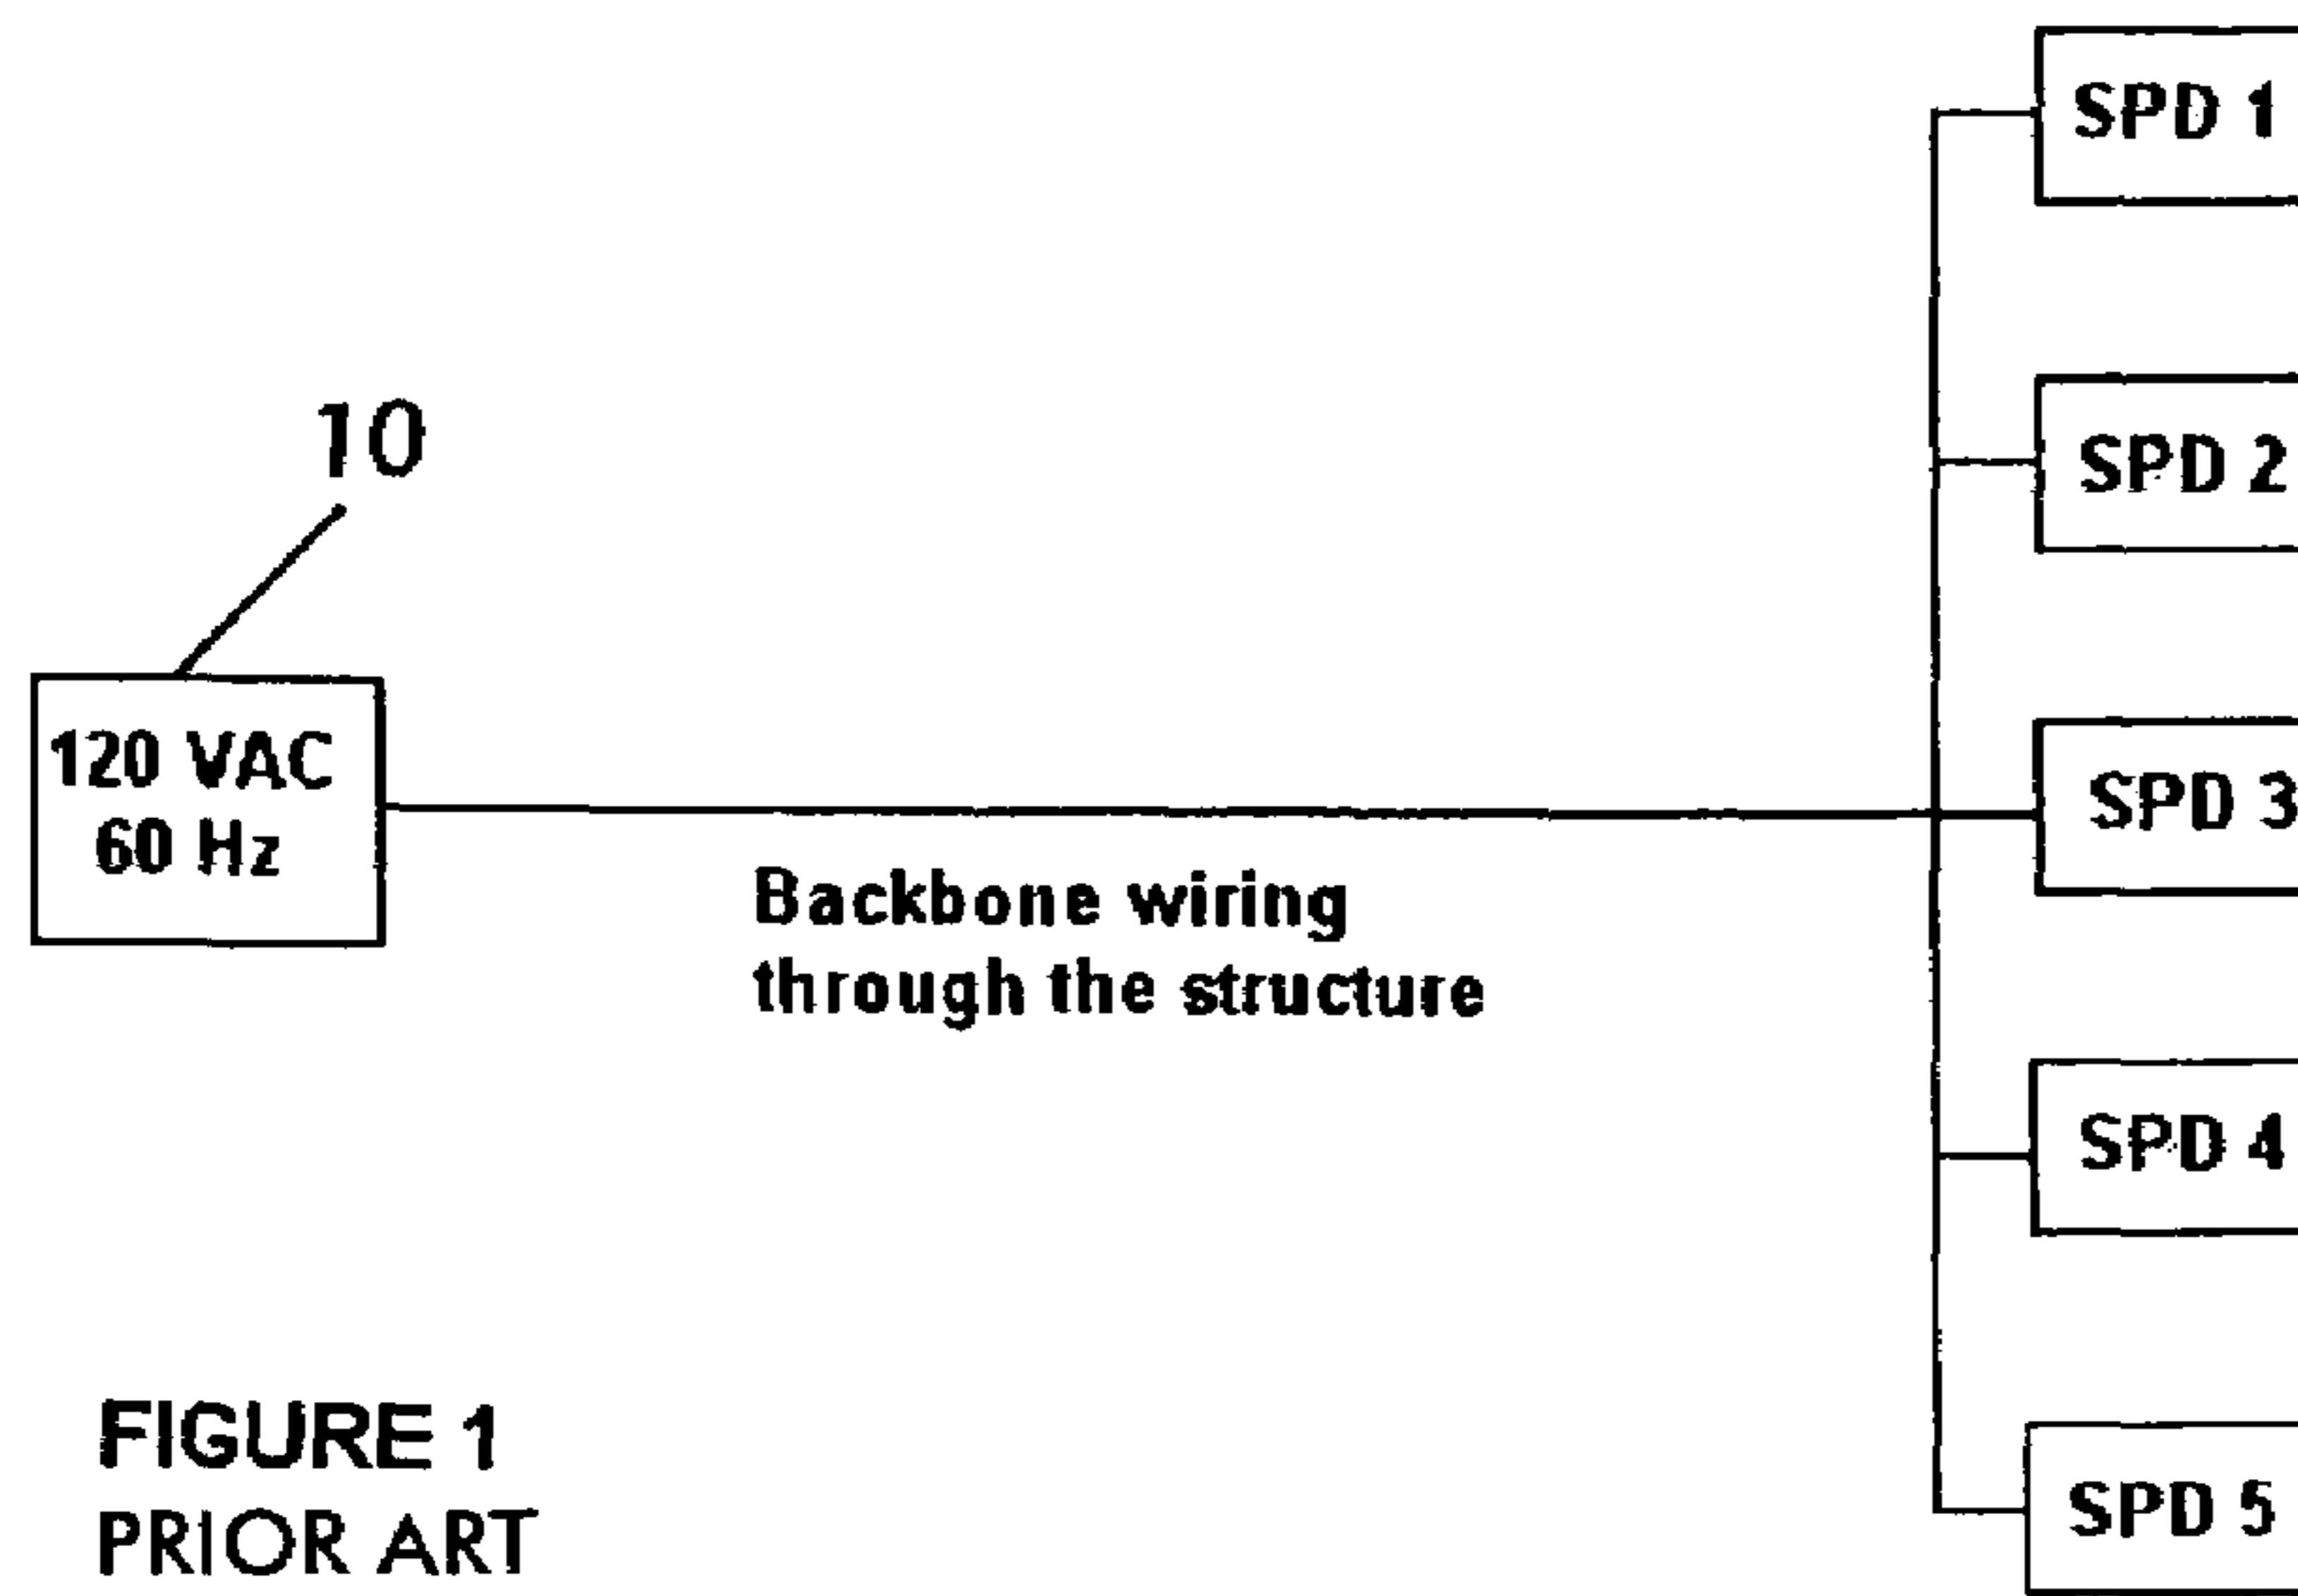 SPD 1
10
SPD 2
120 VAC
60 Hz
SPD 3
Backbone wiring
through the structure
SPD 4
FIGURE 1
PRIOR ART
SPD 5